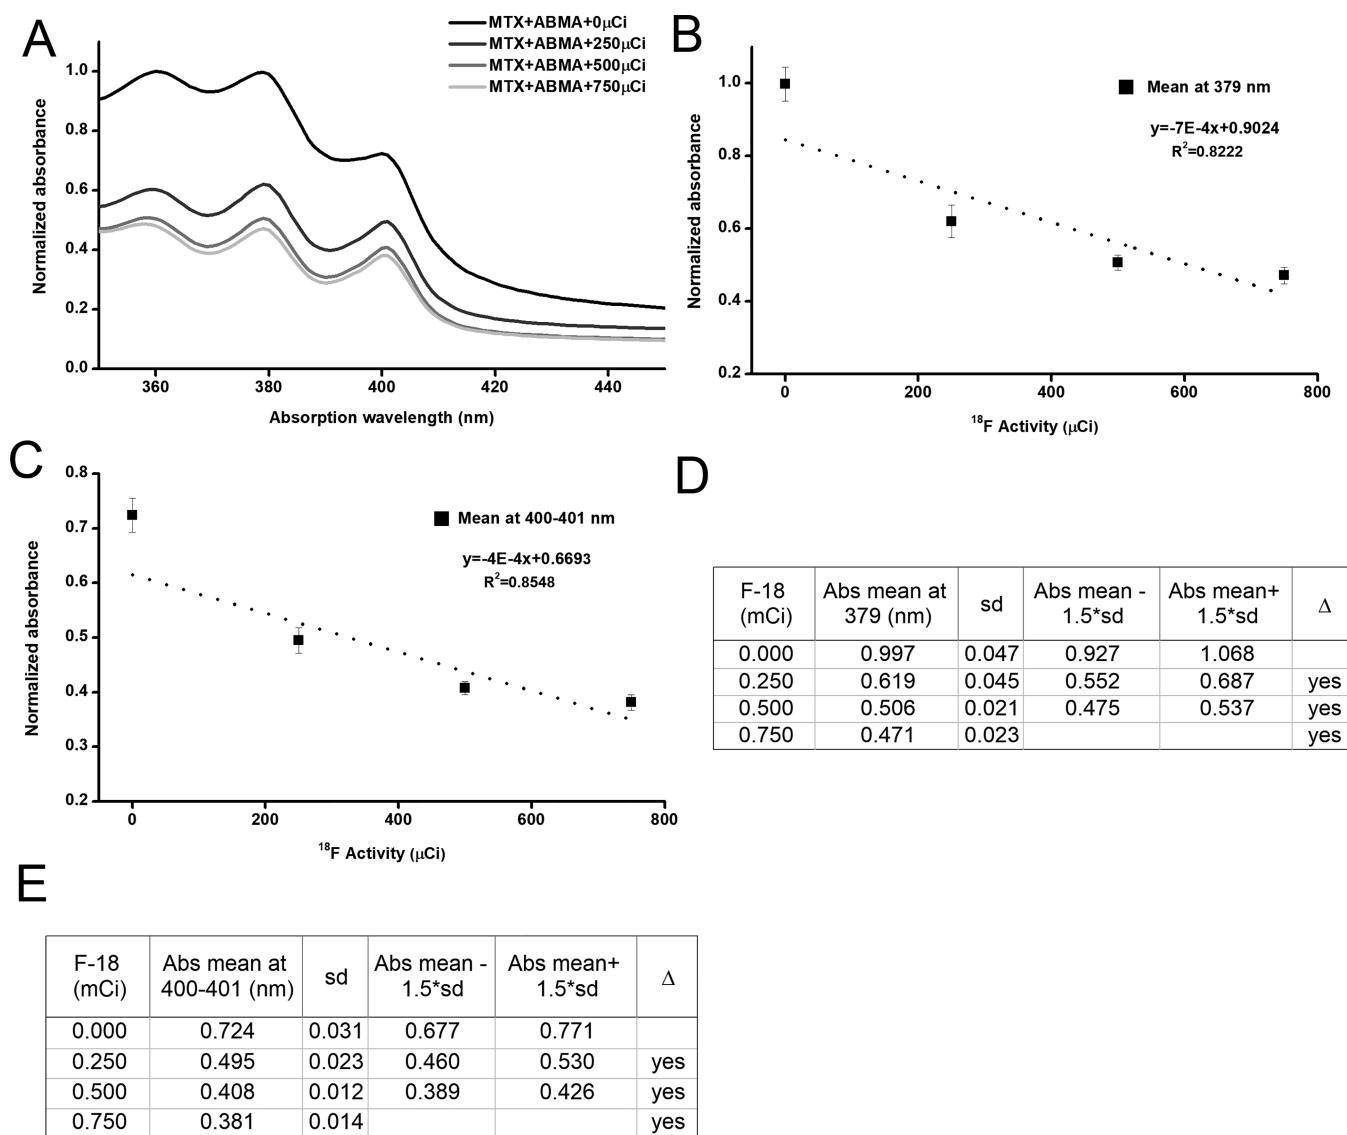 A
MTX+ABMA+0μCi
MTX+ABMA+250μCi
MTX+ABMA+500μCi
MTX+ABMA+750μCi
1.0
0.8
0.6
0.4
0.2
0.0
Normalized absorbance
360 380 400 420 440
Absorption wavelength (nm)
B
Mean at 379 nm
y=-7E-4x+0.9024
R²=0.8222
1.0
0.8
0.6
0.4
0.2
Normalized absorbance
0 200 400 600 800
¹⁸F Activity (μCi)
C
Mean at 400-401 nm
y=-4E-4x+0.6693
R²=0.8548
0.8
0.7
0.6
0.5
0.4
0.3
0.2
Normalized absorbance
0 200 400 600 800
¹⁸F Activity (μCi)
D
F-18 (mCi) Abs mean at 379 (nm) sd Abs mean - 1.5*sd Abs mean+ 1.5*sd Δ
0.000 0.997 0.047 0.927 1.068
0.250 0.619 0.045 0.552 0.687 yes
0.500 0.506 0.021 0.475 0.537 yes
0.750 0.471 0.023 yes
E
F-18 (mCi) Abs mean at 400-401 (nm) sd Abs mean - 1.5*sd Abs mean+ 1.5*sd Δ
0.000 0.724 0.031 0.677 0.771
0.250 0.495 0.023 0.460 0.530 yes
0.500 0.408 0.012 0.389 0.426 yes
0.750 0.381 0.014 yes